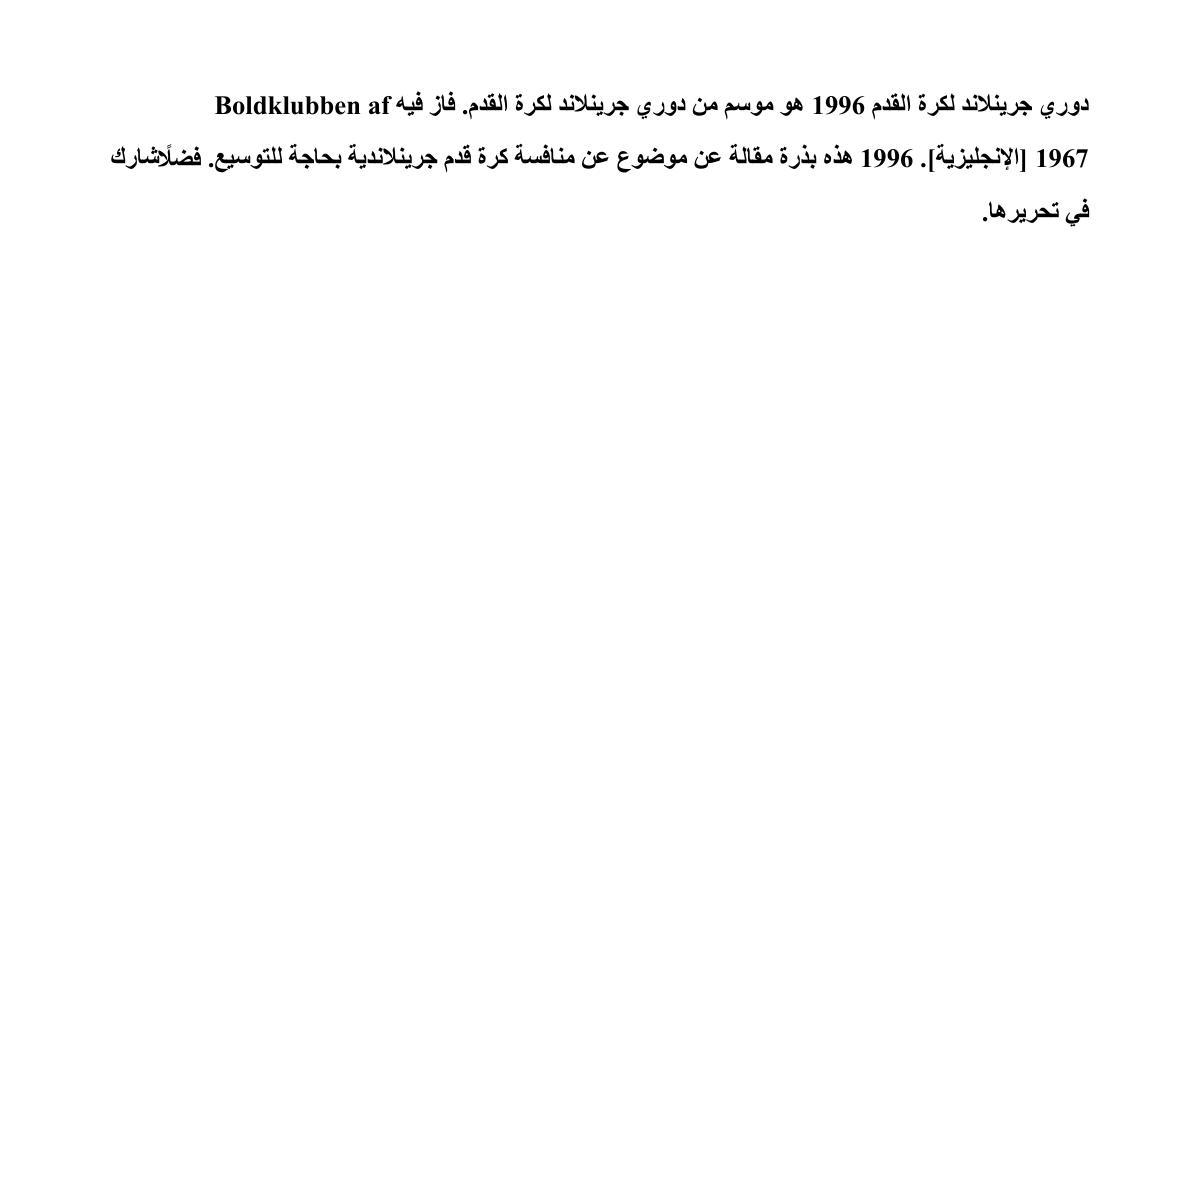 دوري جرينلاند لكرة القدم 1996 هو موسم من دوري جرينلاند لكرة القدم. فاز فيه Boldklubben af
1967 [الإنجليزية]. 1996 هذه بذرة مقالة عن موضوع عن منافسة كرة قدم جرينلاندية بحاجة للتوسيع. فضلًاشارك
في تحريرها.